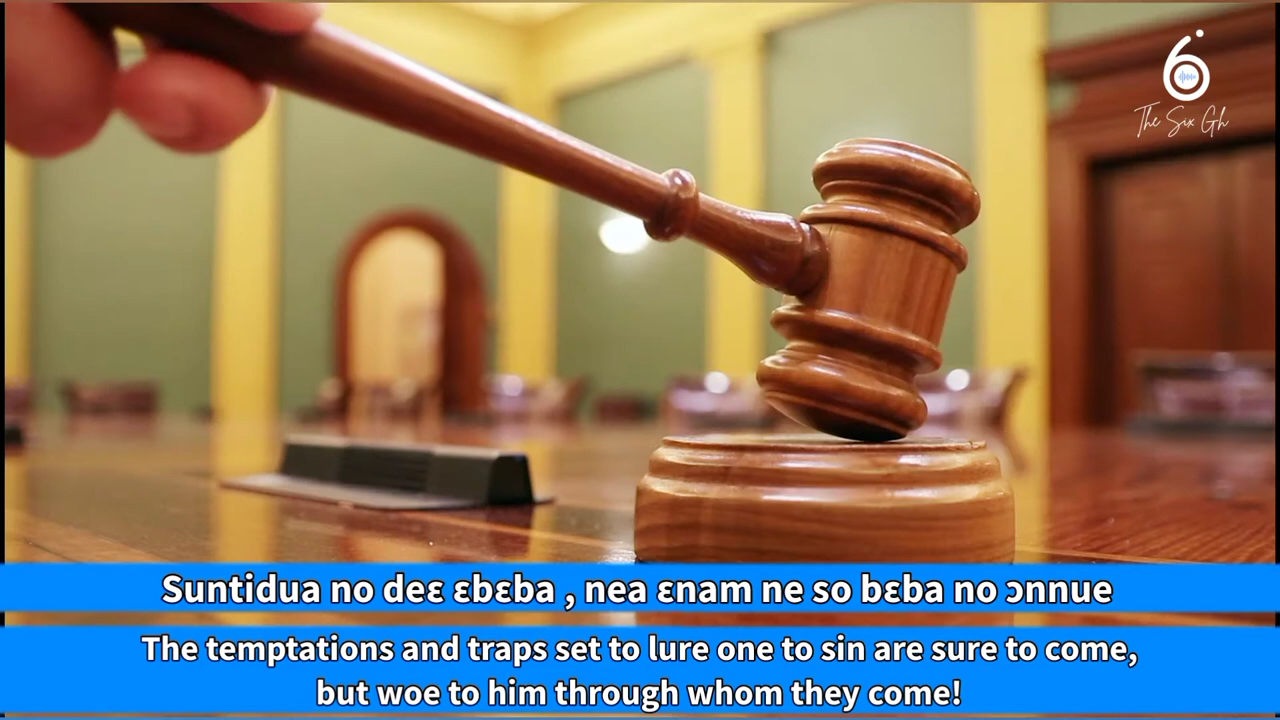 6
The Six Gh
Suntidua no deɛ ɛbɛba , nea ɛnam ne so bɛba no ɔnnue
The temptations and traps set to lure one to sin are sure to come,
but woe to him through whom they come!